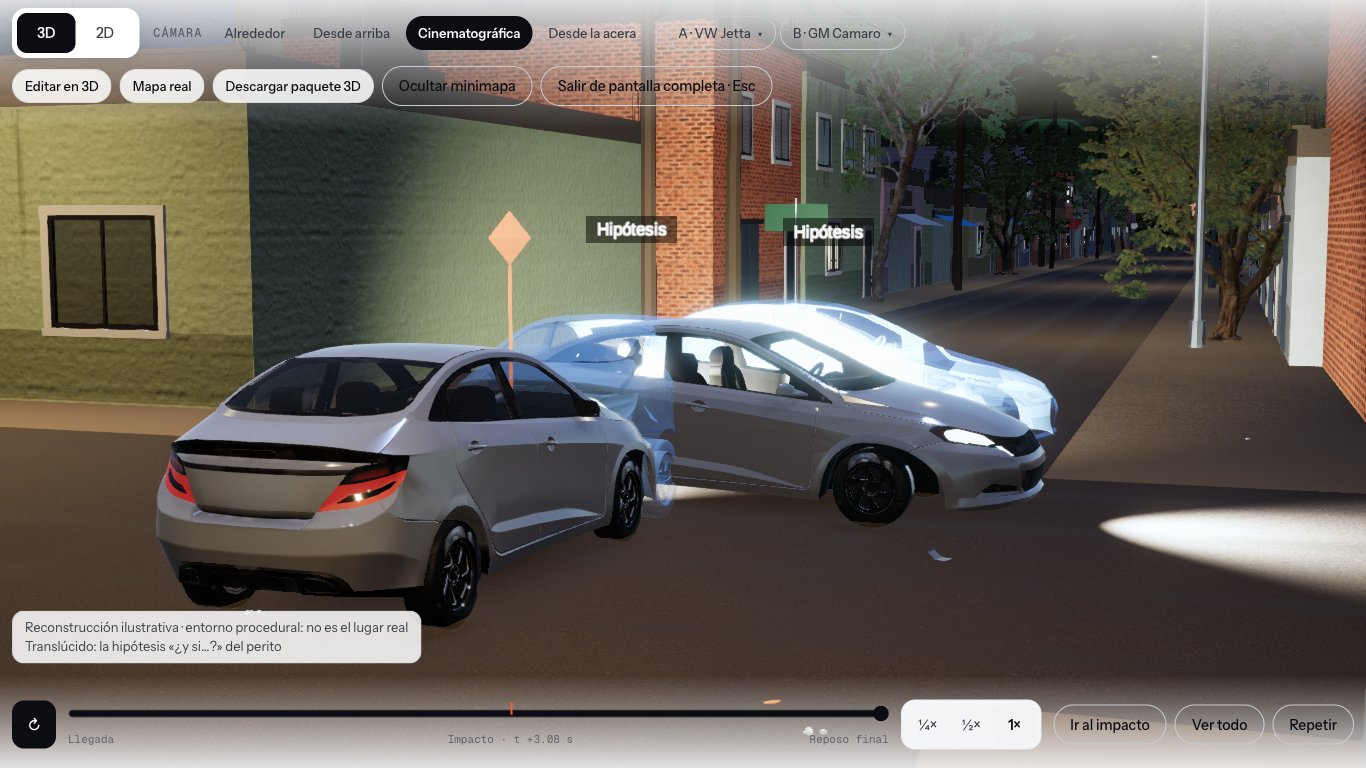 3D
2D
CÁMARA
Alrededor
Desde arriba
Cinematográfica
Desde la acera
A · VW Jetta
B · GM Camaro
Editar en 3D
Mapa real
Descargar paquete 3D
Ocultar minimapa
Salir de pantalla completa · Esc
Hipótesis
Hipótesis
Reconstrucción ilustrativa · entorno procedural: no es el lugar real
Translúcido: la hipótesis «¿y si...?» del perito
Llegada
Impacto · t +3.08 s
Reposo final
¼×
½×
1×
Ir al impacto
Ver todo
Repetir